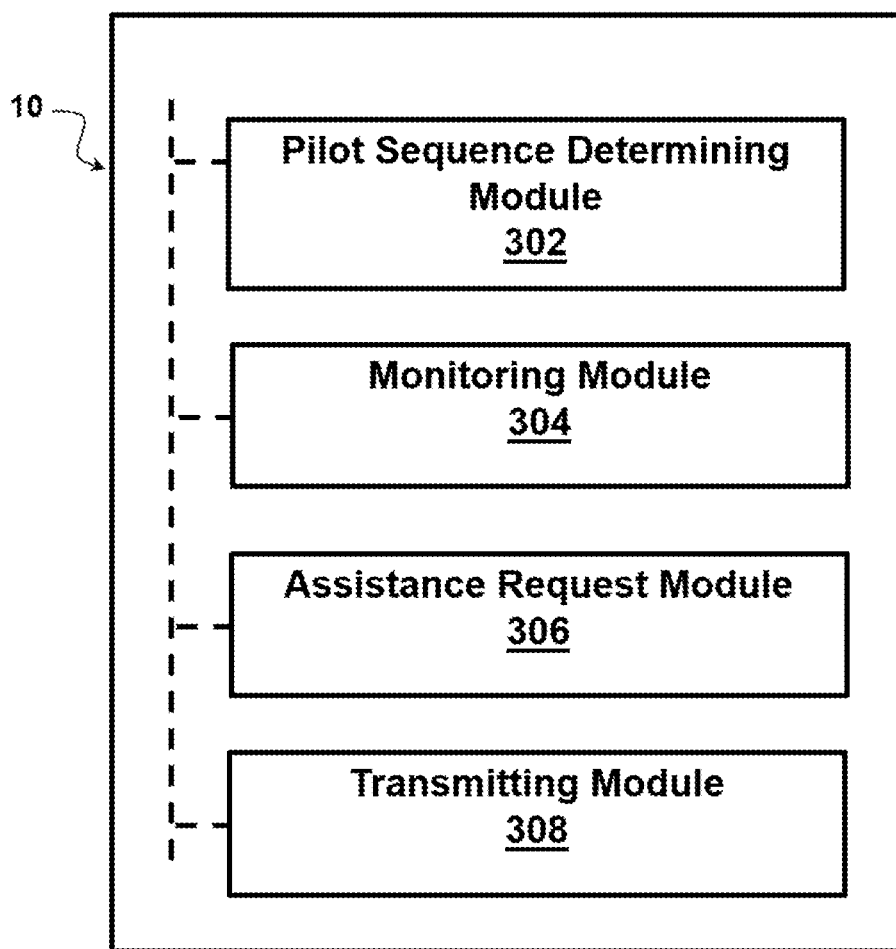 10
Pilot Sequence Determining
Module
302
Monitoring Module
304
Assistance Request Module
306
Transmitting Module
308